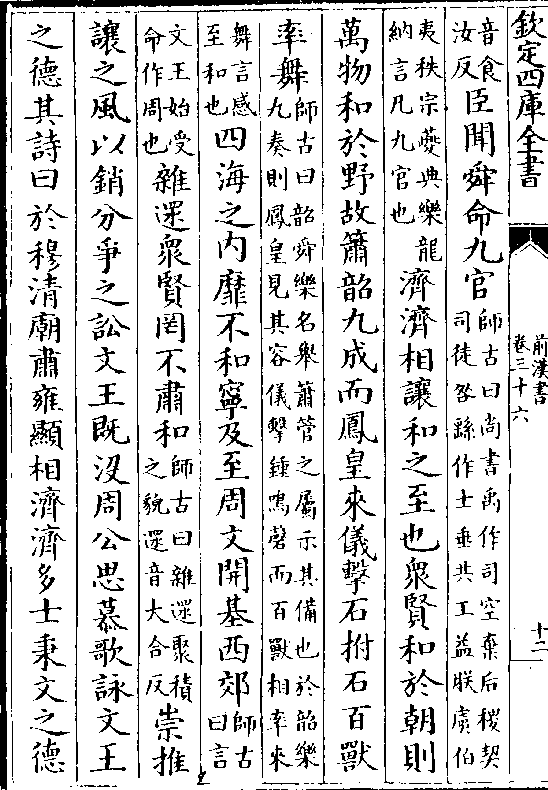 欽定四庫全書
前漢書
卷三十六
十二
音食汝反臣聞舜命九官師古曰尚書禹作司空棄后稷契司徒咎繇作士垂共工益朕虞伯
夷秩宗夔典樂龍納言凡九官也濟濟相讓和之至也衆賢和於朝則
萬物和於野故簫韶九成而鳳皇來儀擊石拊石百獸
率舞師古曰韶舜樂名舉簫管之屬示其備也於韶樂九奏則鳳皇見其容儀擊鍾鳴磬而百獸相率來
舞言感至和也四海之内靡不和寧及至周文開基西郊師古曰言
文王始受命作周也雜遝衆賢罔不肅和師古曰雜遝聚積之貌遝音大合反崇推
讓之風以銷分爭之訟文王既没周公思慕歌詠文王
之德其詩曰於穆清廟肅雍顯相濟濟多士秉文之德